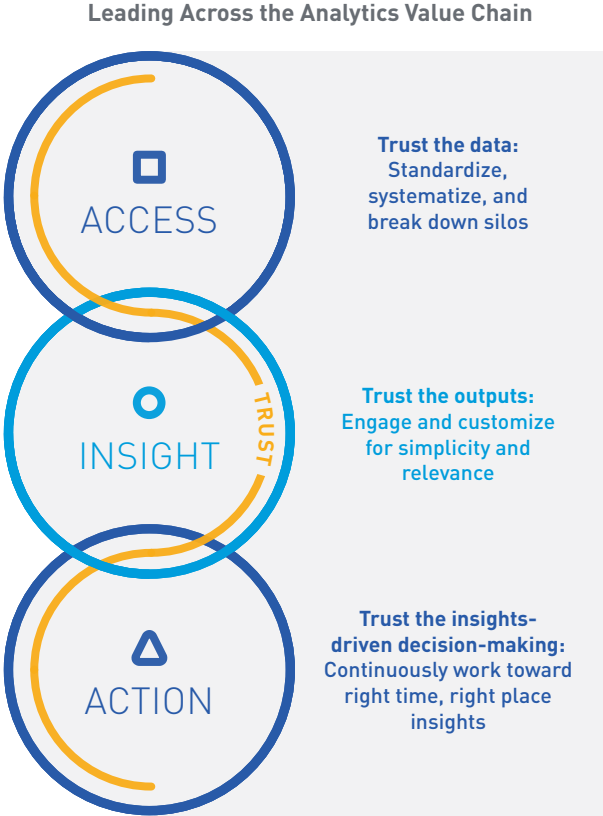 Leading Across the Analytics Value Chain
ACCESS
Trust the data:
Standardize,
systematize, and
break down silos
INSIGHT
TRUST
Trust the outputs:
Engage and customize
for simplicity and
relevance
ACTION
Trust the insights-
driven decision-making:
Continuously work toward
right time, right place
insights